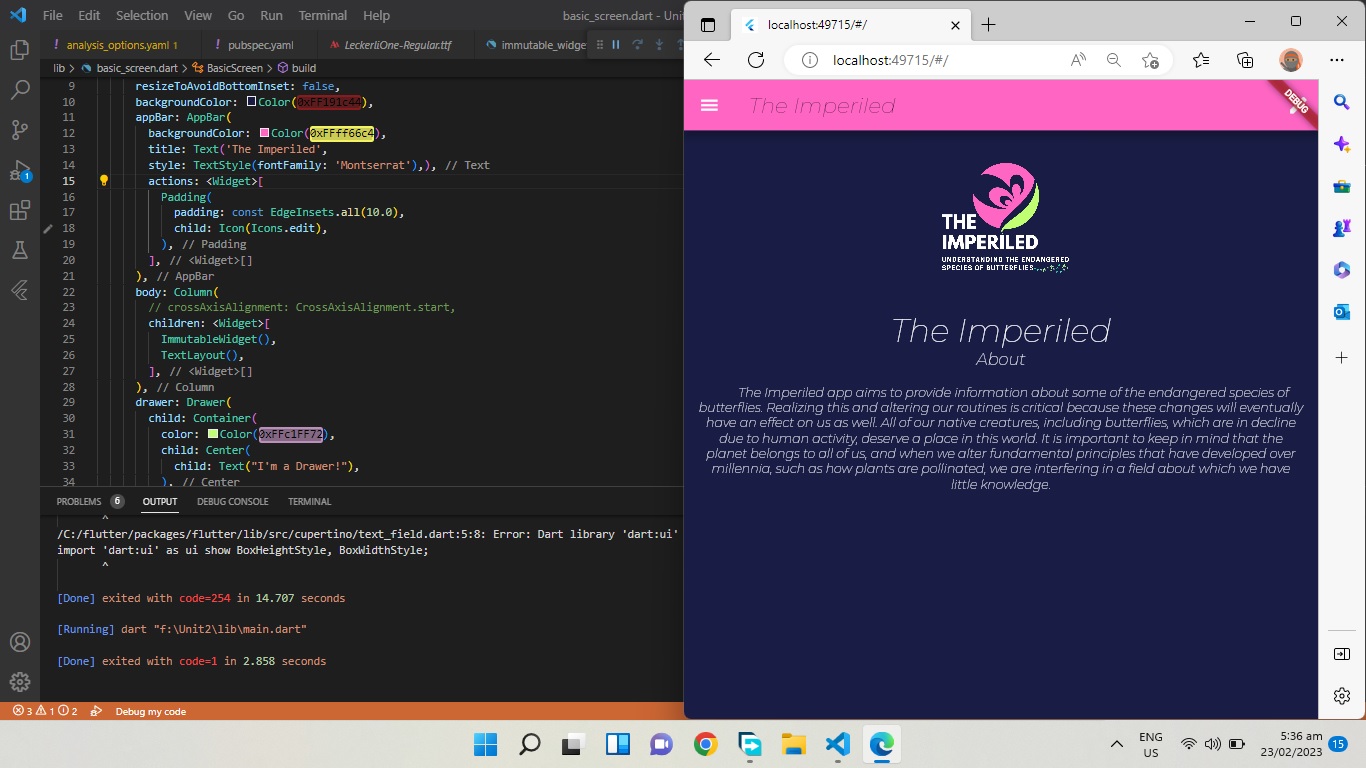 File Edit Selection View Go Run Terminal Help
basic_screen.dart - Uni
analysis_options.yaml 1
pubspec.yaml
LeckerliOne-Regular.ttf
immutable_widge
lib > basic_screen.dart > BasicScreen > build
9 resizeToAvoidBottomInset: false,
10 backgroundColor: Color(0xFF191c44),
11 appBar: AppBar(
12 backgroundColor: Color(0xFFff66c4),
13 title: Text('The Imperiled',
14 style: TextStyle(fontFamily: 'Montserrat'),), // Text
15 actions: <Widget>[
16 Padding(
17 padding: const EdgeInsets.all(10.0),
18 child: Icon(Icons.edit),
19 ), // Padding
20 ], // <Widget>[]
21 ), // AppBar
22 body: Column(
23 // crossAxisAlignment: CrossAxisAlignment.start,
24 children: <Widget>[
25 ImmutableWidget(),
26 TextLayout(),
27 ], // <Widget>[]
28 ), // Column
29 drawer: Drawer(
30 child: Container(
31 color: Color(0xFFc1FF72),
32 child: Center(
33 child: Text("I'm a Drawer!"),
34 ), // Center
1
PROBLEMS 6 OUTPUT DEBUG CONSOLE TERMINAL
^
/C:/flutter/packages/flutter/lib/src/cupertino/text_field.dart:5:8: Error: Dart library 'dart:ui'
import 'dart:ui' as ui show BoxHeightStyle, BoxWidthStyle;
^
[Done] exited with code=254 in 14.707 seconds
[Running] dart "f:\Unit2\lib\main.dart"
[Done] exited with code=1 in 2.858 seconds
3 1 2 Debug my code
localhost:49715/#/
localhost:49715/#/
The Imperiled
DEBUG
THE
IMPERILED
UNDERSTANDING THE ENDANGERED
SPECIES OF BUTTERFLIES
The Imperiled
About
The Imperiled app aims to provide information about some of the endangered species of
butterflies. Realizing this and altering our routines is critical because these changes will eventually
have an effect on us as well. All of our native creatures, including butterflies, which are in decline
due to human activity, deserve a place in this world. It is important to keep in mind that the
planet belongs to all of us, and when we alter fundamental principles that have developed over
millennia, such as how plants are pollinated, we are interfering in a field about which we have
little knowledge.
ENG
US
5:36 am
23/02/2023
15